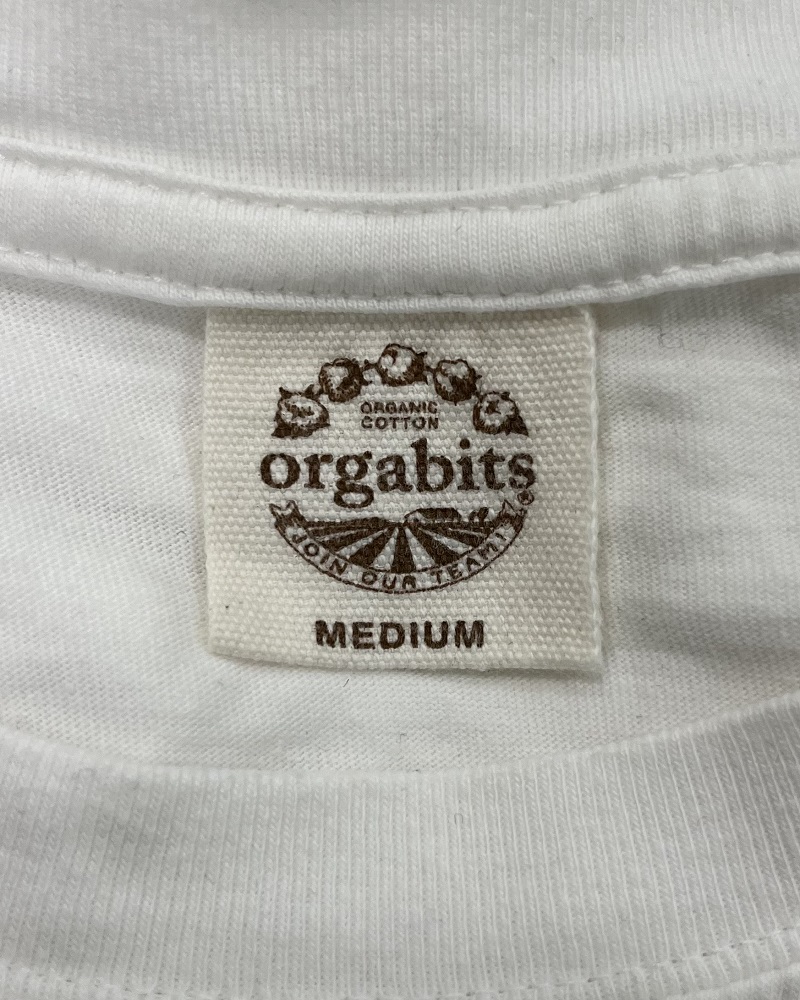 ORGANIC
COTTON
orgabits
®
JOIN OUR TEAM!
MEDIUM